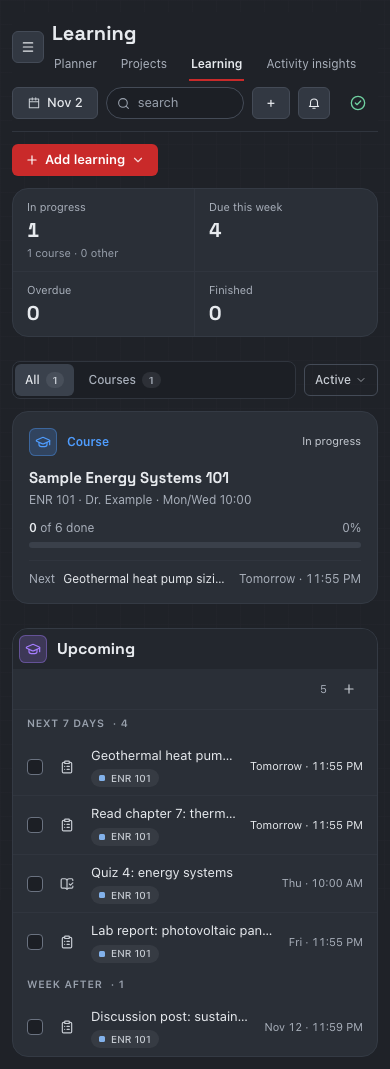 Learning
Planner Projects Learning Activity insights
Nov 2 search +
+ Add learning
In progress Due this week
1 4
1 course · 0 other
Overdue Finished
0 0
All 1 Courses 1 Active
Course In progress
Sample Energy Systems 101
ENR 101 · Dr. Example · Mon/Wed 10:00
0 of 6 done 0%
Next Geothermal heat pump sizi... Tomorrow · 11:55 PM
Upcoming
5 +
NEXT 7 DAYS · 4
Geothermal heat pum... Tomorrow · 11:55 PM
ENR 101
Read chapter 7: therm... Tomorrow · 11:55 PM
ENR 101
Quiz 4: energy systems Thu · 10:00 AM
ENR 101
Lab report: photovoltaic pan... Fri · 11:55 PM
ENR 101
WEEK AFTER · 1
Discussion post: sustain... Nov 12 · 11:59 PM
ENR 101